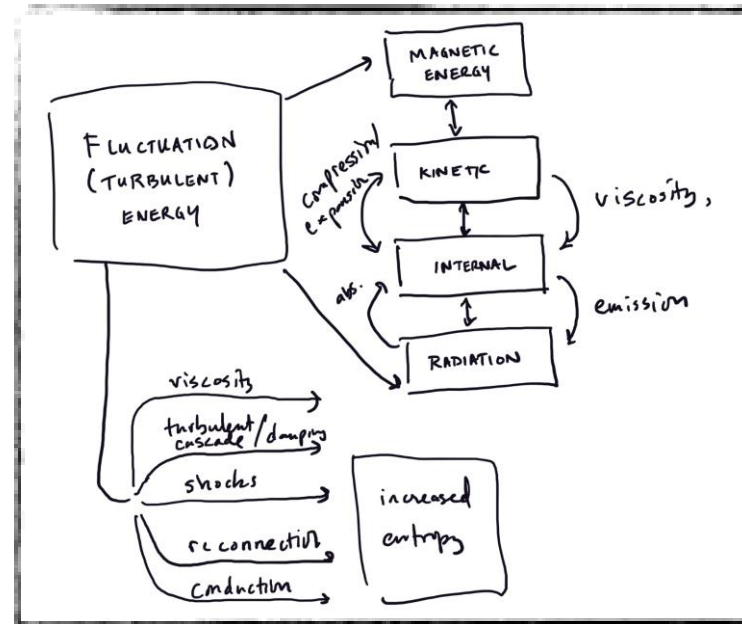 MAGNETIC
ENERGY
FLUCTUATION
(TURBULENT)
ENERGY
KINETIC
compression/
expansion
viscosity,
INTERNAL
abs.
emission
RADIATION
viscosity
turbulent
cascade/damping
shocks
reconnection
conduction
increased
entropy